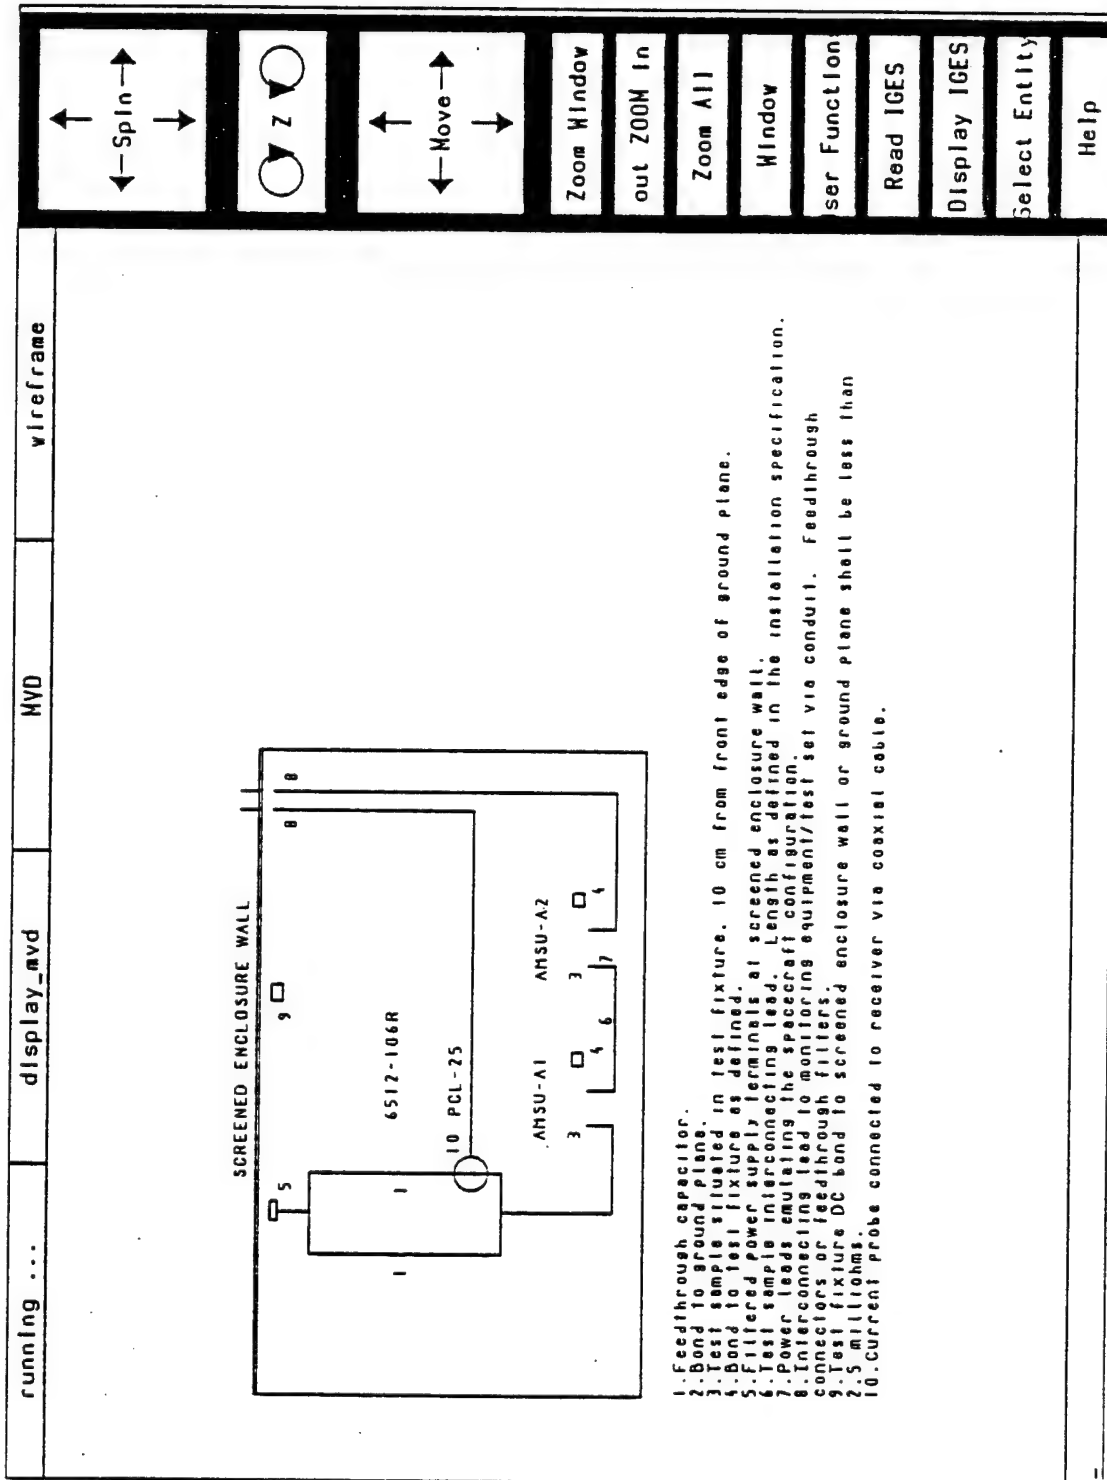 running ...
display_mvd
MVD
wireframe
Spin
Z
Move
Zoom Window
out ZOOM In
Zoom All
Window
ser Function
Read IGES
Display IGES
Select Entity
Help
SCREENED ENCLOSURE WALL
5
9
8
8
1
1
6512-106R
10 PCL-25
AMSU-A1
AMSU-A2
3
4
3
4
6
7
1.Feedthrough capacitor.
2.Bond to ground plane.
3.Test sample situated in test fixture. 10 cm from front edge of ground plane.
4.Bond to test fixture as defined.
5.Filtered power supply terminals at screened enclosure wall.
6.Test sample interconnecting lead. Length as defined in the installation specification.
7.Power leads emulating the spacecraft configuration.
8.Interconnecting lead to monitoring equipment/test set via conduit. Feedthrough
connectors or feedthrough filters.
9.Test fixture DC bond to screened enclosure wall or ground plane shall be less than
2.5 milliohms.
10.Current probe connected to receiver via coaxial cable.